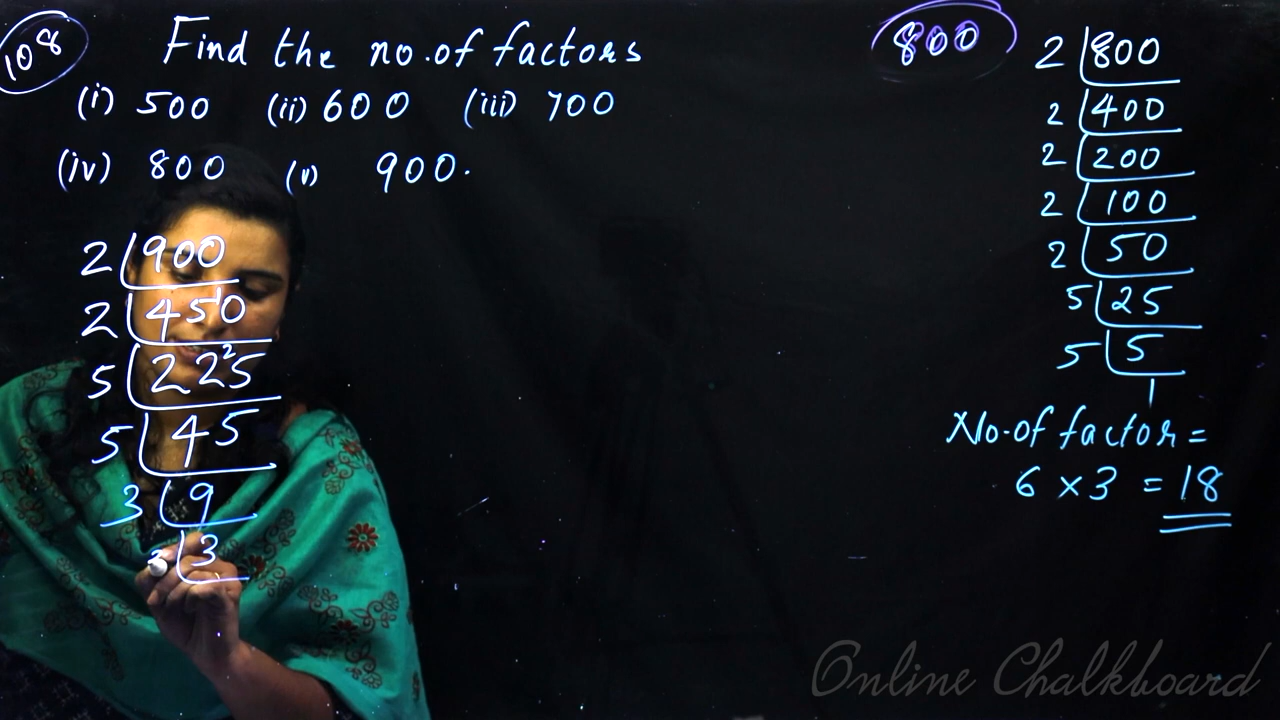 108
Find the no.of factors
(i) 500 (ii) 600 (iii) 700
(iv) 800 (v) 900.
2 900
2 450
5 22²5
5 45
3 9
3 3
800
2 800
2 400
2 200
2 100
2 50
5 25
5 5
1
No.of factor =
6 × 3 = 18
Online Chalkboard